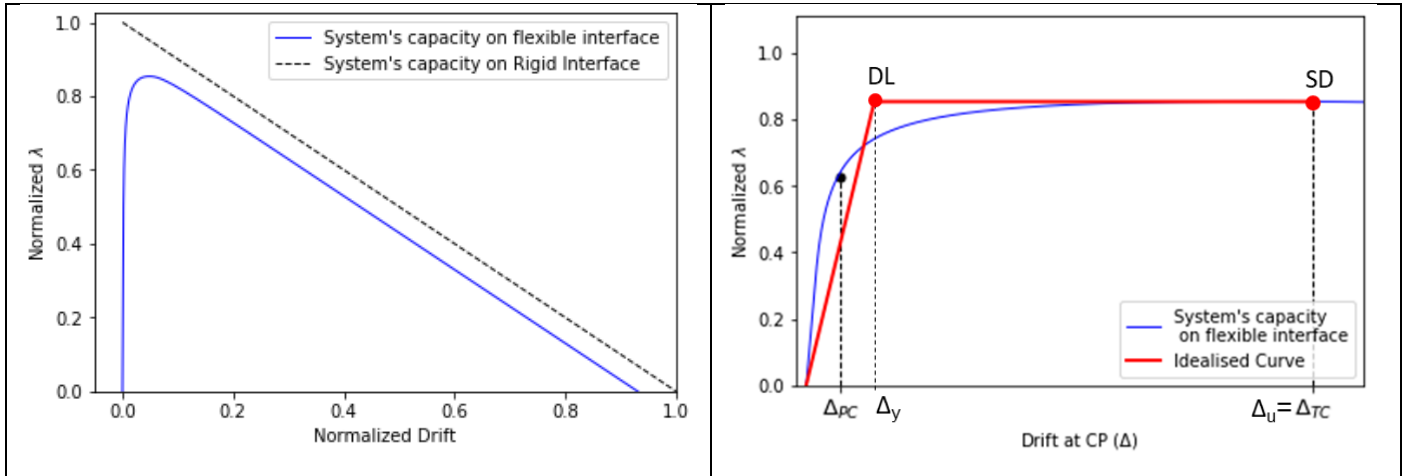 1.0
0.8
0.6
0.4
0.2
0.0
Normalized λ
System's capacity on flexible interface
System's capacity on Rigid Interface
0.0 0.2 0.4 0.6 0.8 1.0
Normalized Drift
1.0
0.8
0.6
0.4
0.2
0.0
Normalized λ
DL
SD
System's capacity
on flexible interface
Idealised Curve
Δ_PC Δ_y Δ_u= Δ_TC
Drift at CP (Δ)